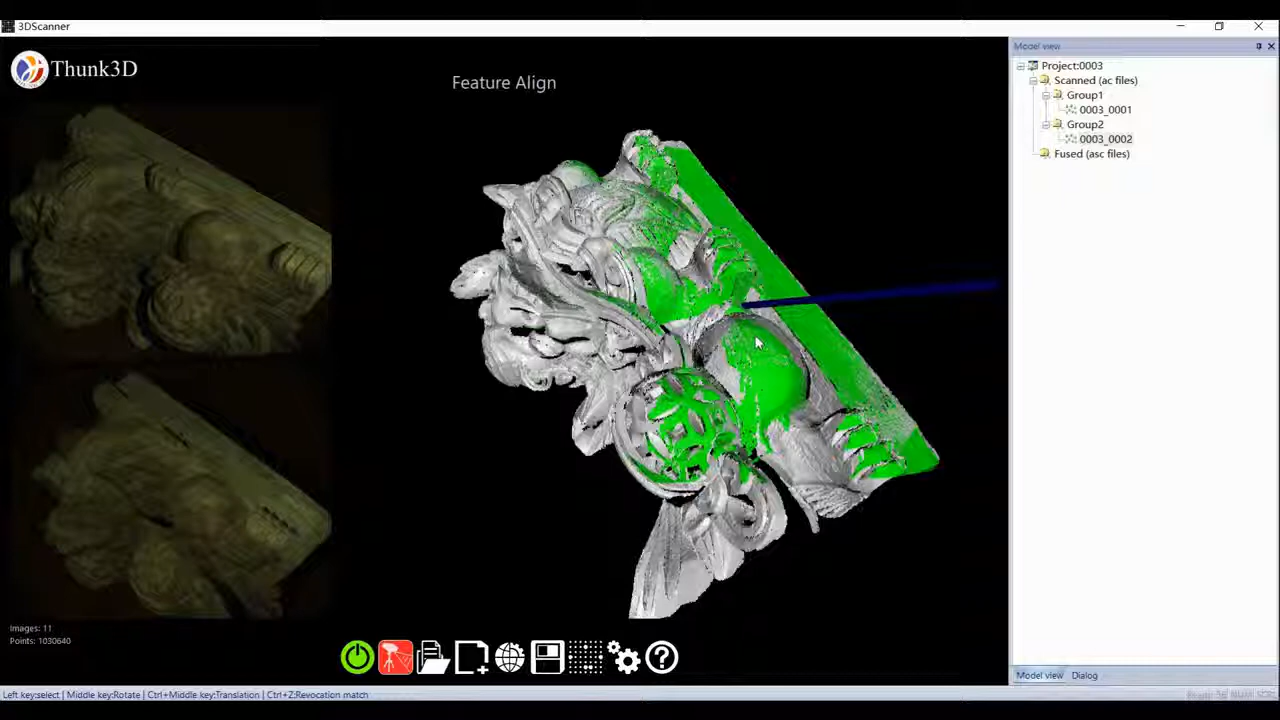 3DScanner
Thunk3D
Feature Align
Model view
Project:0003
Scanned (ac files)
Group1
0003_0001
Group2
0003_0002
Fused (asc files)
Images: 11
Points: 1030640
Model view
Dialog
Left key:select | Middle key:Rotate | Ctrl+Middle key:Translation | Ctrl+Z:Revocation match